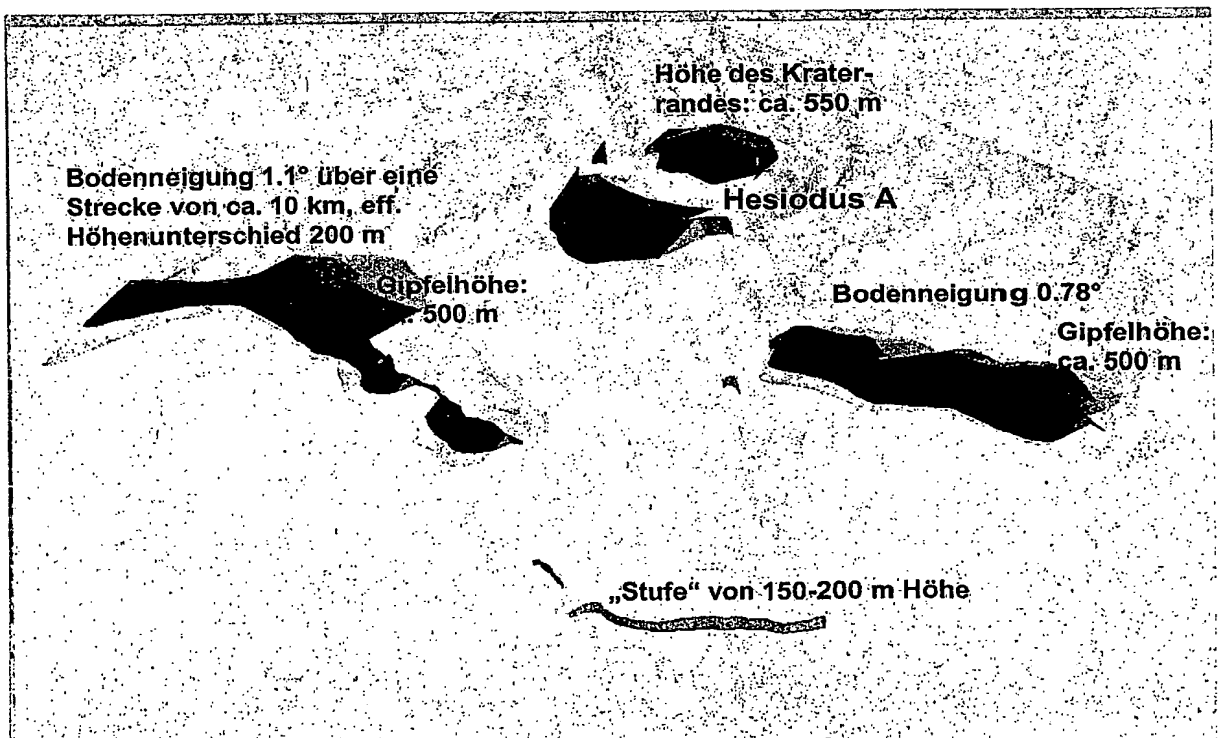 Höhe des Krater-
randes: ca. 550 m
Bodenneigung 1.1° über eine
Strecke von ca. 10 km, eff.
Höhenunterschied 200 m
Hesiodus A
Gipfelhöhe:
500 m
Bodenneigung 0.78°
Gipfelhöhe:
ca. 500 m
„Stufe“ von 150-200 m Höhe